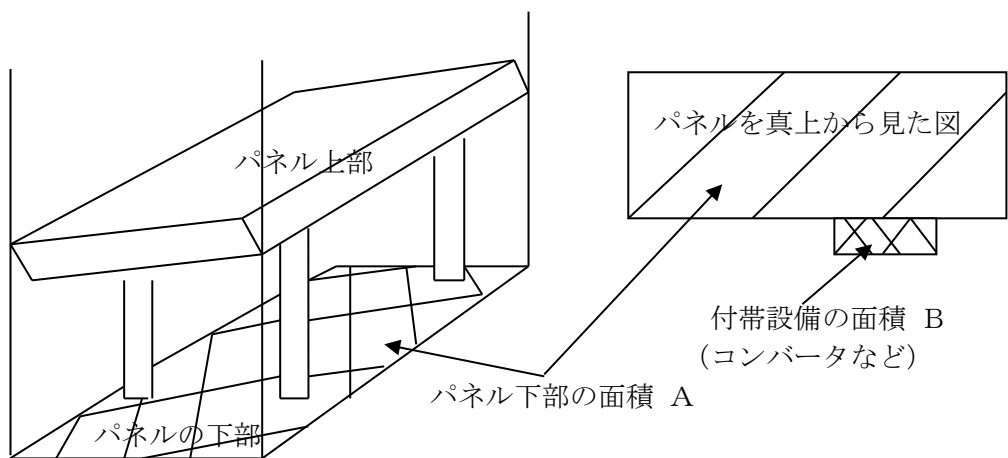 パネルを真上から見た図
パネル上部
付帯設備の面積 B
（コンバータなど）
パネル下部の面積 A
パネルの下部